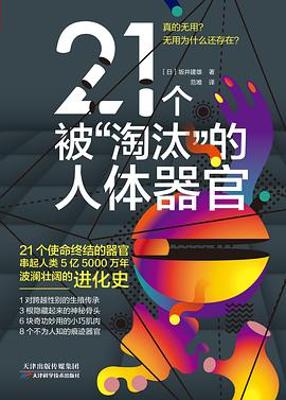 真的无用？
无用为什么还存在？
21个
[日] 坂井建雄 著
范唯 译
被“淘汰”的
人体器官
21个使命终结的器官
串起人类5亿5000万年
波澜壮阔的进化史
1对跨越性别的生殖传承
3根隐藏起来的神秘骨头
6块奇功妙用的小巧肌肉
8个不为人知的痕迹器官
天津出版传媒集团
天津科学技术出版社